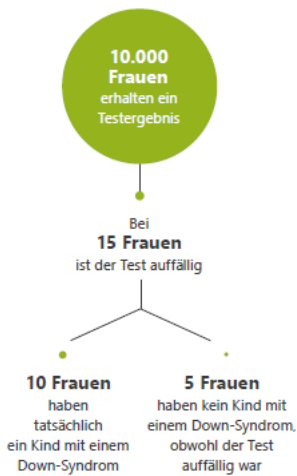 10.000
Frauen
erhalten ein
Testergebnis
Bei
15 Frauen
ist der Test auffällig
10 Frauen
haben
tatsächlich
ein Kind mit einem
Down-Syndrom
5 Frauen
haben kein Kind mit
einem Down-Syndrom,
obwohl der Test
auffällig war